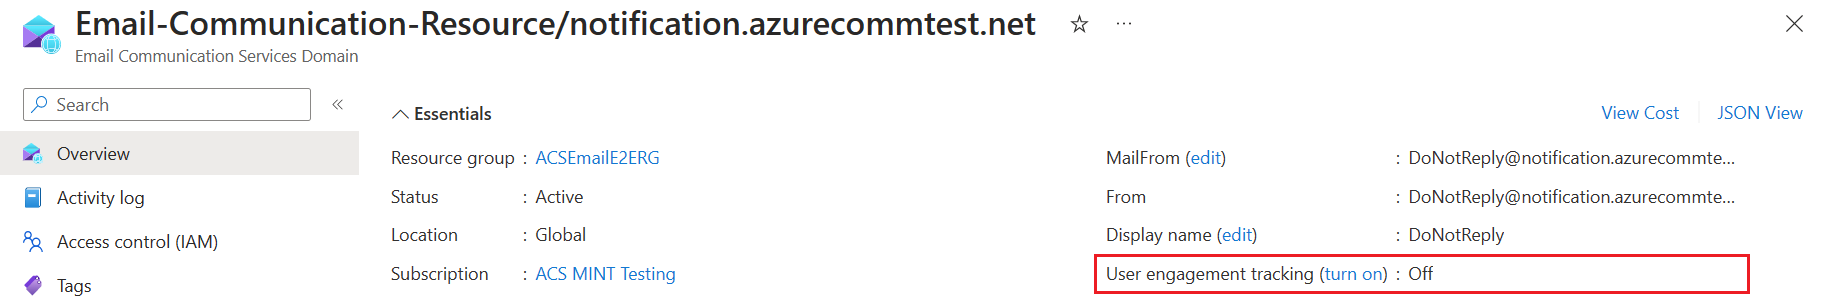 Email-Communication-Resource/notification.azurecommtest.net
Email Communication Services Domain
Search
Overview
Activity log
Access control (IAM)
Tags
Essentials
View Cost
JSON View
Resource group : ACSEmailE2ERG
Status : Active
Location : Global
Subscription : ACS MINT Testing
MailFrom (edit) : DoNotReply@notification.azurecommte...
From : DoNotReply@notification.azurecommte...
Display name (edit) : DoNotReply
User engagement tracking (turn on) : Off